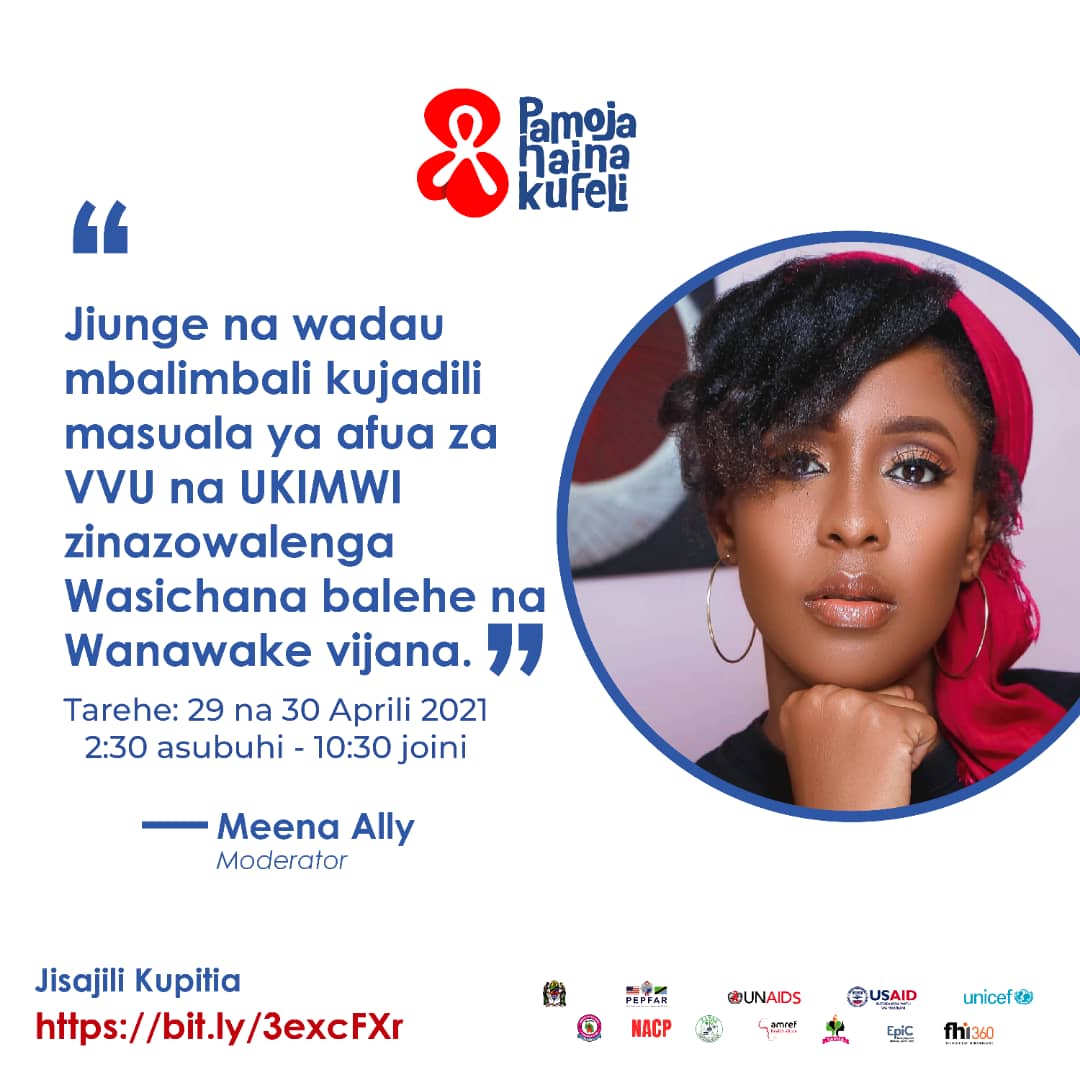 Pamoja
haina
kufeli
“
Jiunge na wadau
mbalimbali kujadili
masuala ya afua za
VVU na UKIMWI
zinazowalenga
Wasichana balehe na
Wanawake vijana. ”
Tarehe: 29 na 30 Aprili 2021
2:30 asubuhi - 10:30 joini
Meena Ally
Moderator
Jisajili Kupitia
https://bit.ly/3excFXr
PEPFAR
UNAIDS
USAID
unicef
NACP
amref
EpiC
fhi360